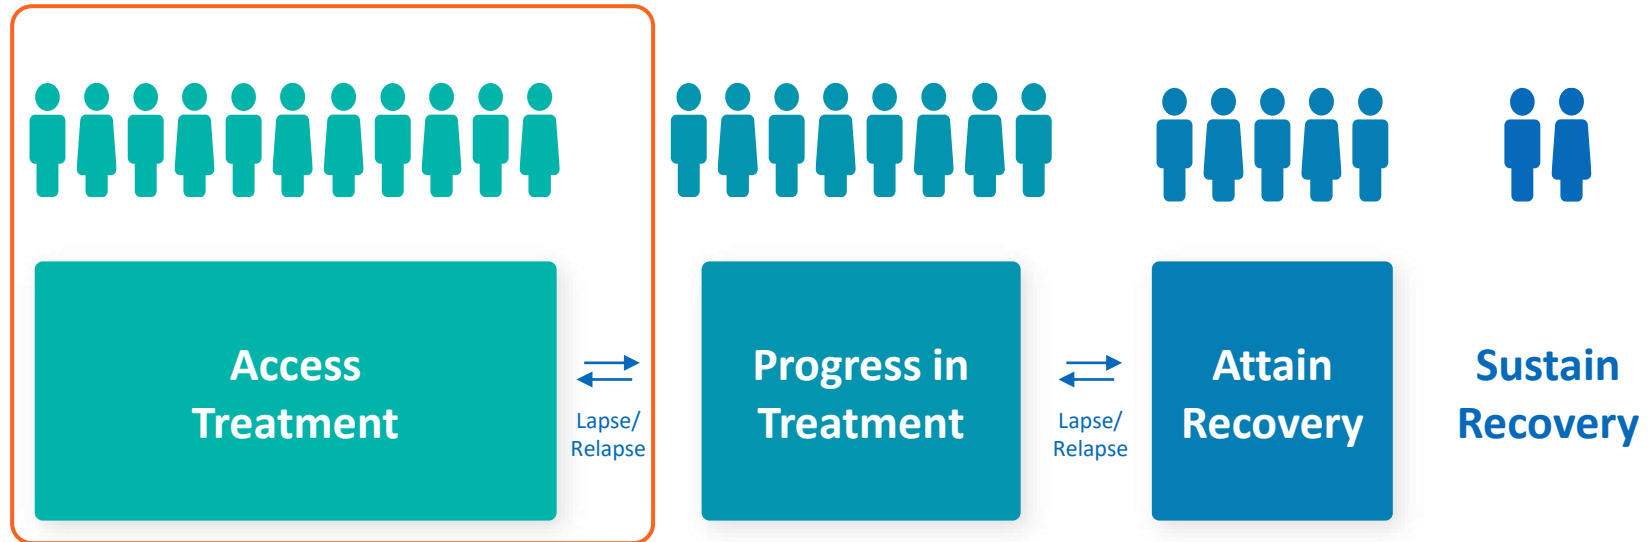 Access
Treatment
Lapse/
Relapse
Progress in
Treatment
Lapse/
Relapse
Attain
Recovery
Sustain
Recovery